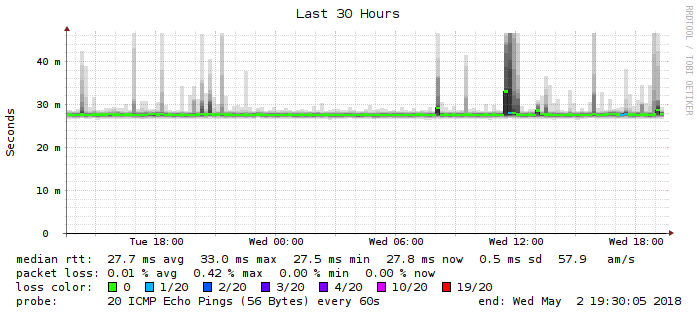 Last 30 Hours
RRDTOOL / TOBI OETIKER
Seconds
40 m
30 m
20 m
10 m
0
Tue 18:00 Wed 00:00 Wed 06:00 Wed 12:00 Wed 18:00
median rtt: 27.7 ms avg 33.0 ms max 27.5 ms min 27.8 ms now 0.5 ms sd 57.9 am/s
packet loss: 0.01 % avg 0.42 % max 0.00 % min 0.00 % now
loss color: 0 1/20 2/20 3/20 4/20 10/20 19/20
probe: 20 ICMP Echo Pings (56 Bytes) every 60s end: Wed May 2 19:30:05 2018